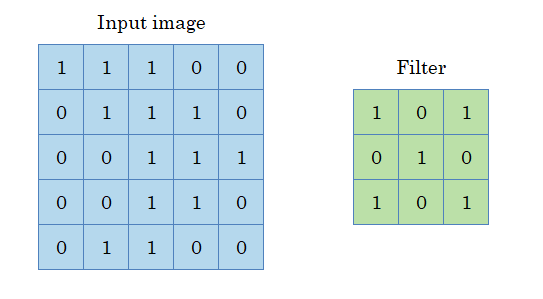 Input image
1 1 1 0 0
0 1 1 1 0
0 0 1 1 1
0 0 1 1 0
0 1 1 0 0
Filter
1 0 1
0 1 0
1 0 1